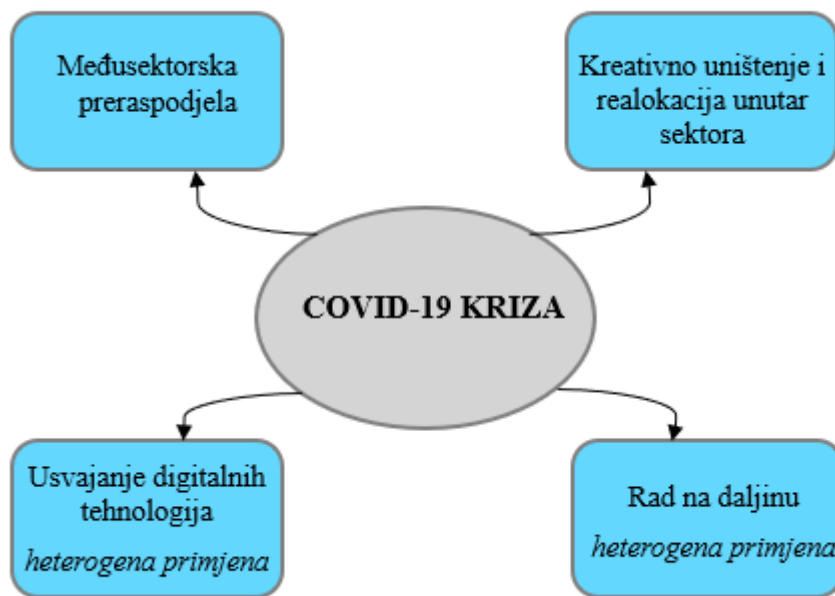 Međusektorska
preraspodjela
Kreativno uništenje i
realokacija unutar
sektora
COVID-19 KRIZA
Usvajanje digitalnih
tehnologija
heterogena primjena
Rad na daljinu
heterogena primjena